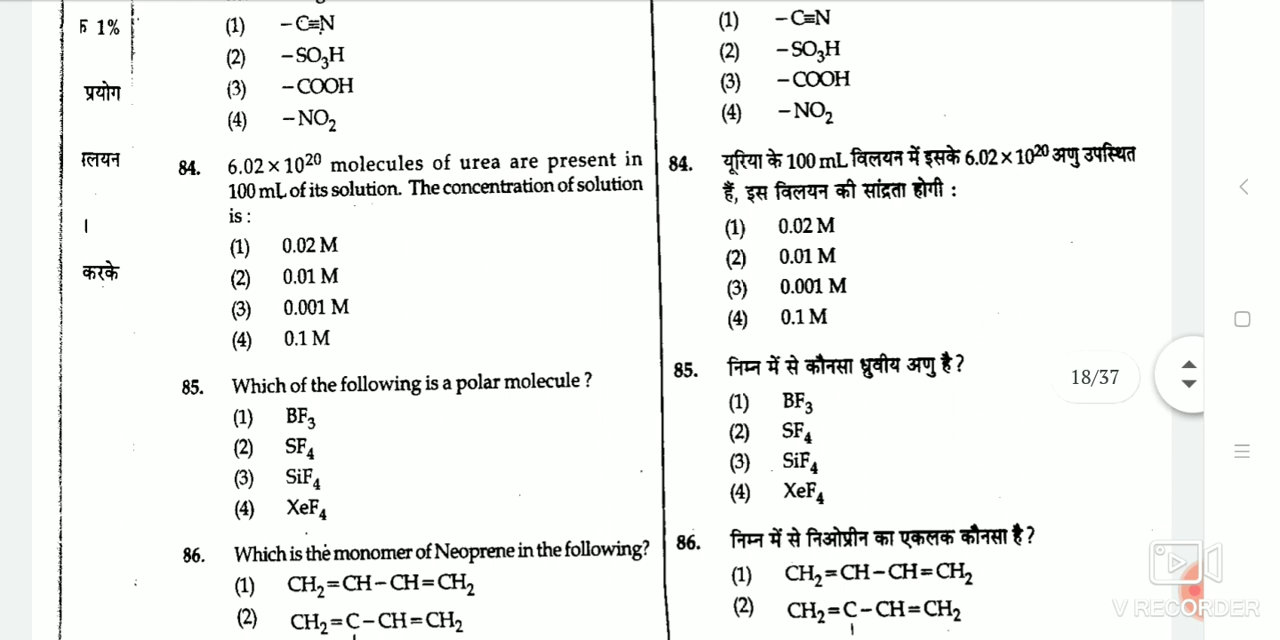 1%
प्रयोग
करके
(1) –C≡N
(2) –SO₃H
(3) –COOH
(4) –NO₂
84. 6.02 × 10²⁰ molecules of urea are present in
100 mL of its solution. The concentration of solution
is :
(1) 0.02 M
(2) 0.01 M
(3) 0.001 M
(4) 0.1 M
85. Which of the following is a polar molecule ?
(1) BF₃
(2) SF₄
(3) SiF₄
(4) XeF₄
86. Which is the monomer of Neoprene in the following?
(1) CH₂=CH–CH=CH₂
(2) CH₂=C–CH=CH₂
(1) –C≡N
(2) –SO₃H
(3) –COOH
(4) –NO₂
84. यूरिया के 100 mL विलयन में इसके 6.02 × 10²⁰ अणु उपस्थित
हैं, इस विलयन की सांद्रता होगी :
(1) 0.02 M
(2) 0.01 M
(3) 0.001 M
(4) 0.1 M
85. निम्न में से कौनसा ध्रुवीय अणु है ?
(1) BF₃
(2) SF₄
(3) SiF₄
(4) XeF₄
86. निम्न में से निओप्रीन का एकलक कौनसा है ?
(1) CH₂=CH–CH=CH₂
(2) CH₂=C–CH=CH₂
18/37
V RECORDER